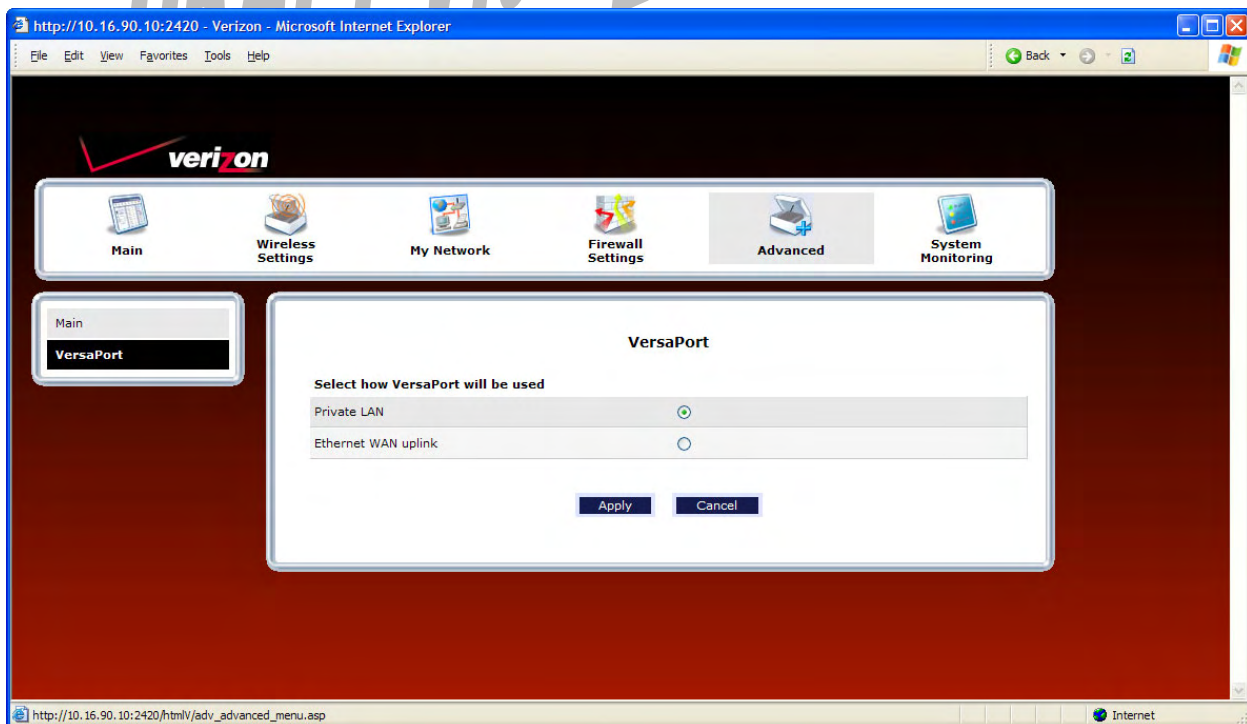 http://10.16.90.10:2420 - Verizon - Microsoft Internet Explorer
File Edit View Favorites Tools Help
Back
verizon
Main
Wireless Settings
My Network
Firewall Settings
Advanced
System Monitoring
Main
VersaPort
VersaPort
Select how VersaPort will be used
Private LAN
Ethernet WAN uplink
Apply Cancel
http://10.16.90.10:2420/htmlV/adv_advanced_menu.asp
Internet